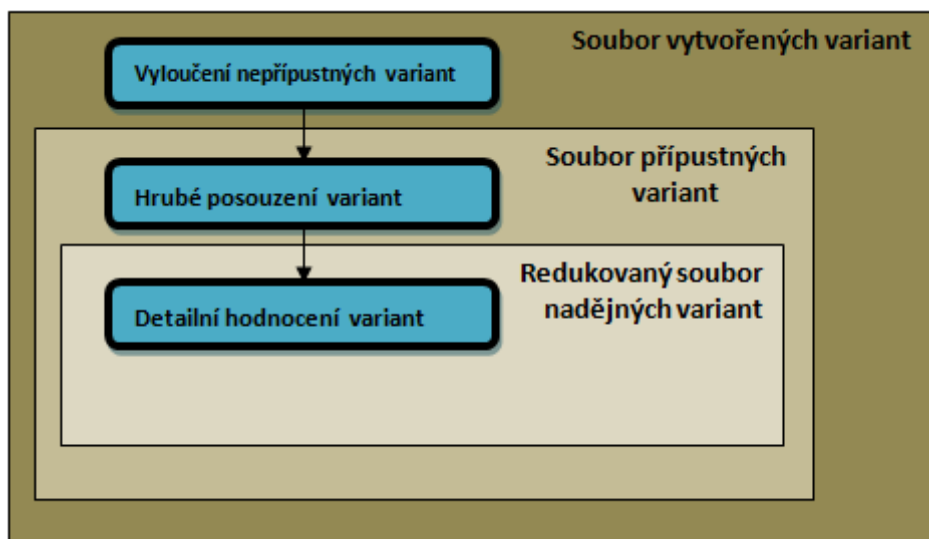 Soubor vytvořených variant
Vyloučení nepřípustných variant
Soubor přípustných
variant
Hrubé posouzení variant
Redukovaný soubor
nadějných variant
Detailní hodnocení variant